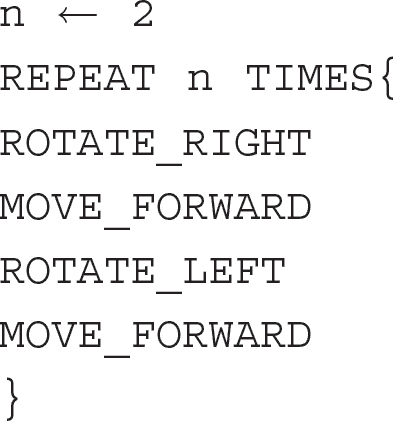 n ← 2
REPEAT n TIMES{
ROTATE_RIGHT
MOVE_FORWARD
ROTATE_LEFT
MOVE_FORWARD
}